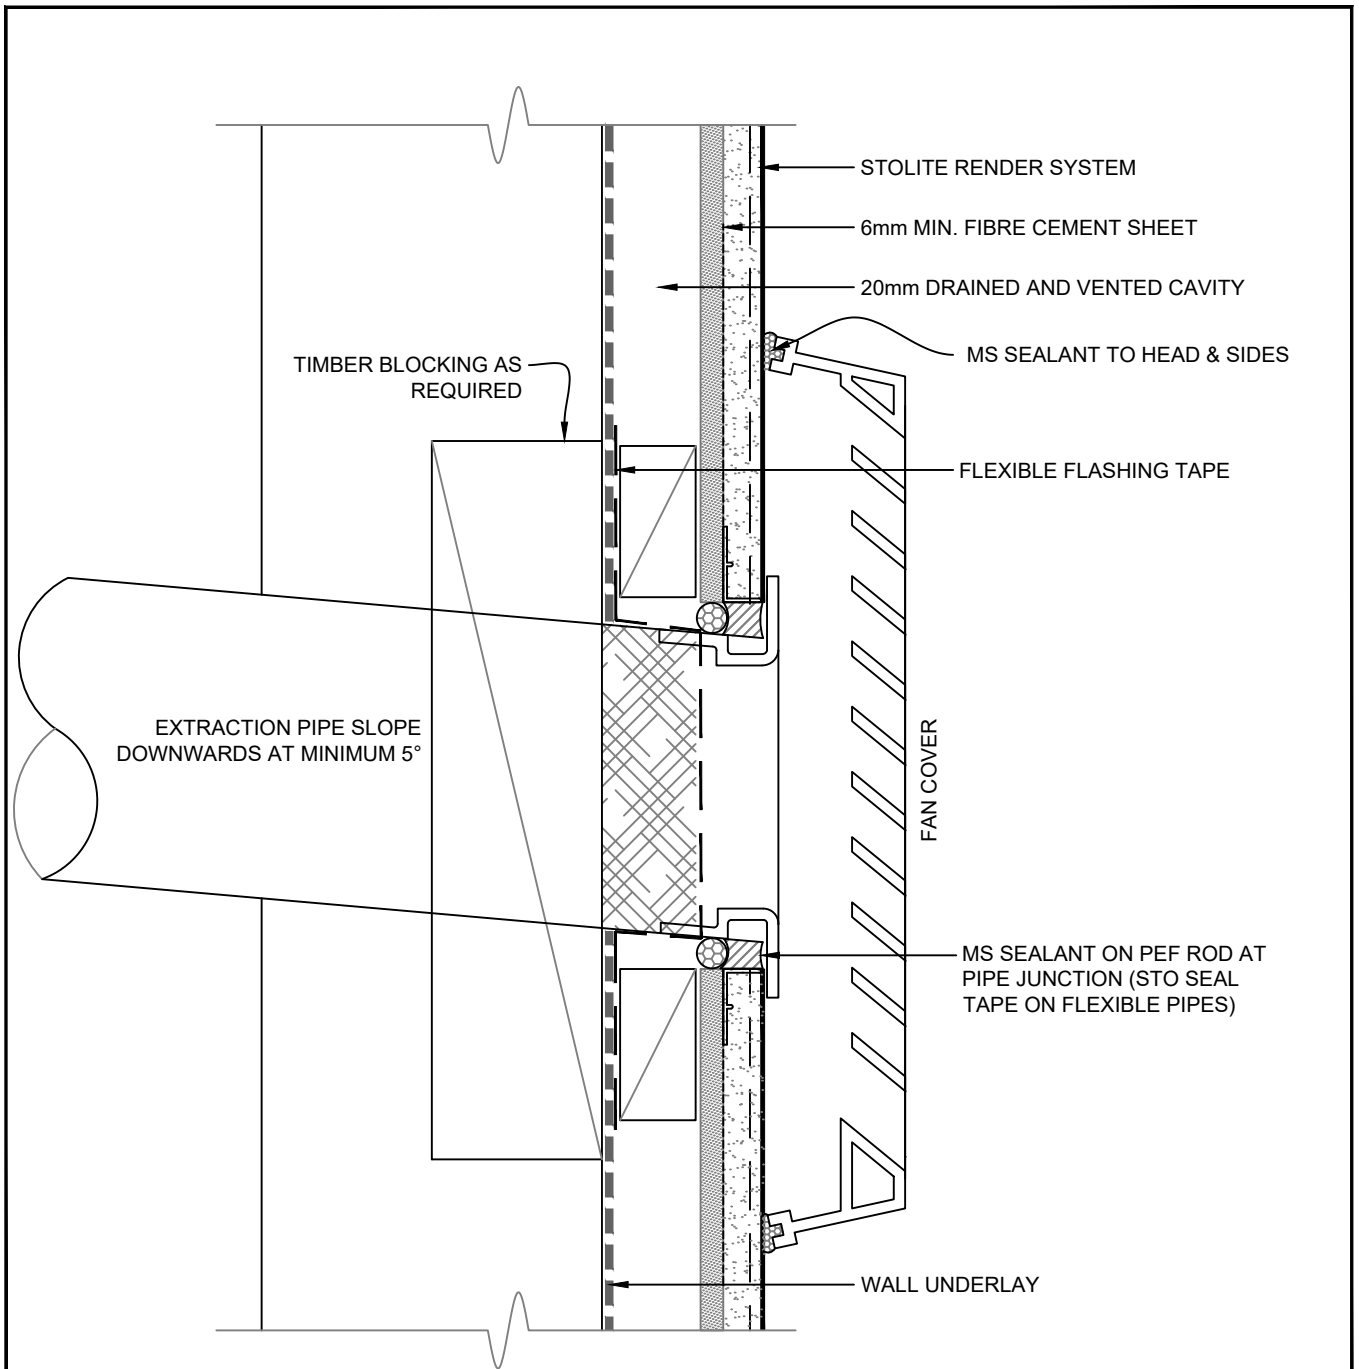 STOLITE RENDER SYSTEM
6mm MIN. FIBRE CEMENT SHEET
20mm DRAINED AND VENTED CAVITY
MS SEALANT TO HEAD & SIDES
TIMBER BLOCKING AS
REQUIRED
FLEXIBLE FLASHING TAPE
EXTRACTION PIPE SLOPE
DOWNWARDS AT MINIMUM 5°
FAN COVER
MS SEALANT ON PEF ROD AT
PIPE JUNCTION (STO SEAL
TAPE ON FLEXIBLE PIPES)
WALL UNDERLAY